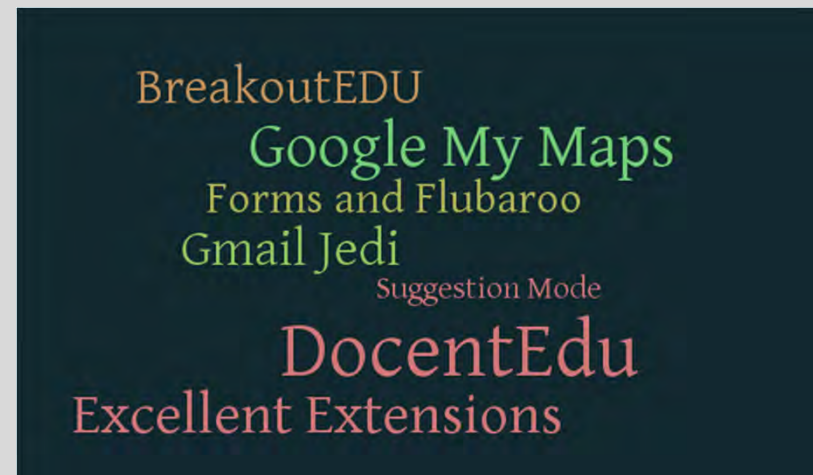 BreakoutEDU
Google My Maps
Forms and Flubaroo
Gmail Jedi
Suggestion Mode
DocentEdu
Excellent Extensions